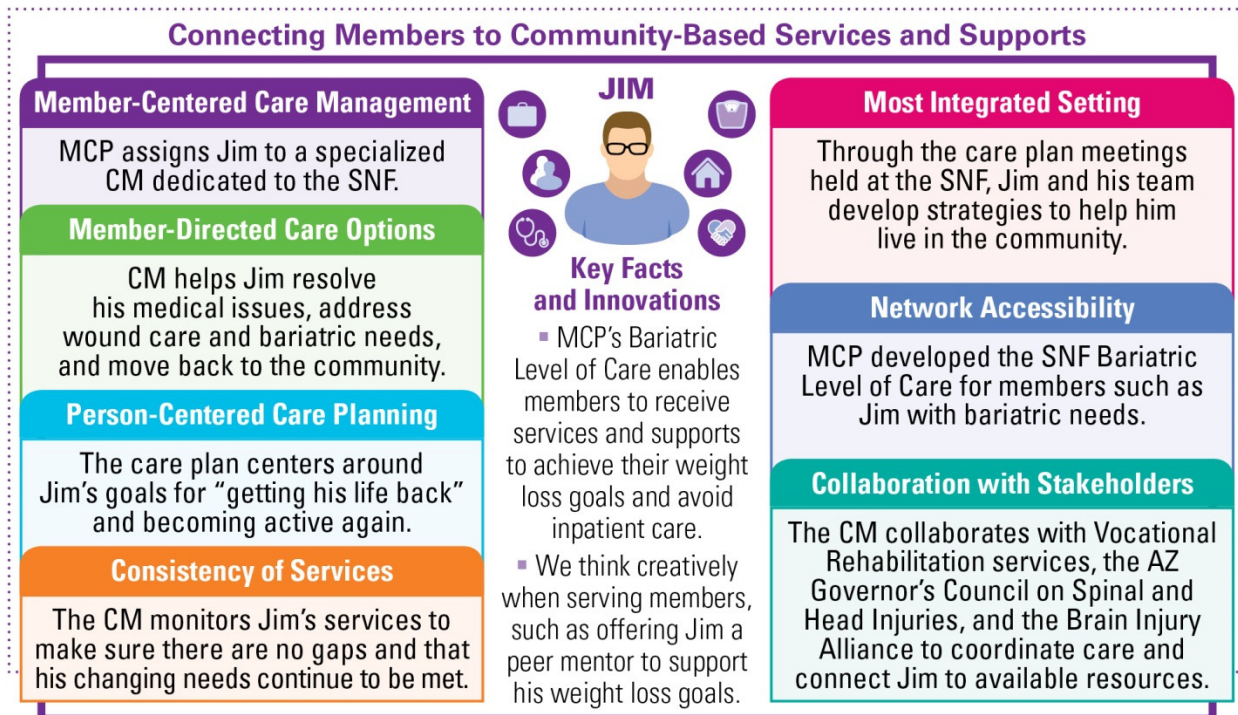 Connecting Members to Community-Based Services and Supports
Member-Centered Care Management
MCP assigns Jim to a specialized
CM dedicated to the SNF.
Member-Directed Care Options
CM helps Jim resolve
his medical issues, address
wound care and bariatric needs,
and move back to the community.
Person-Centered Care Planning
The care plan centers around
Jim’s goals for “getting his life back”
and becoming active again.
Consistency of Services
The CM monitors Jim’s services to
make sure there are no gaps and that
his changing needs continue to be met.
JIM
Key Facts
and Innovations
▪ MCP’s Bariatric
Level of Care enables
members to receive
services and supports
to achieve their weight
loss goals and avoid
inpatient care.
▪ We think creatively
when serving members,
such as offering Jim a
peer mentor to support
his weight loss goals.
Most Integrated Setting
Through the care plan meetings
held at the SNF, Jim and his team
develop strategies to help him
live in the community.
Network Accessibility
MCP developed the SNF Bariatric
Level of Care for members such as
Jim with bariatric needs.
Collaboration with Stakeholders
The CM collaborates with Vocational
Rehabilitation services, the AZ
Governor’s Council on Spinal and
Head Injuries, and the Brain Injury
Alliance to coordinate care and
connect Jim to available resources.